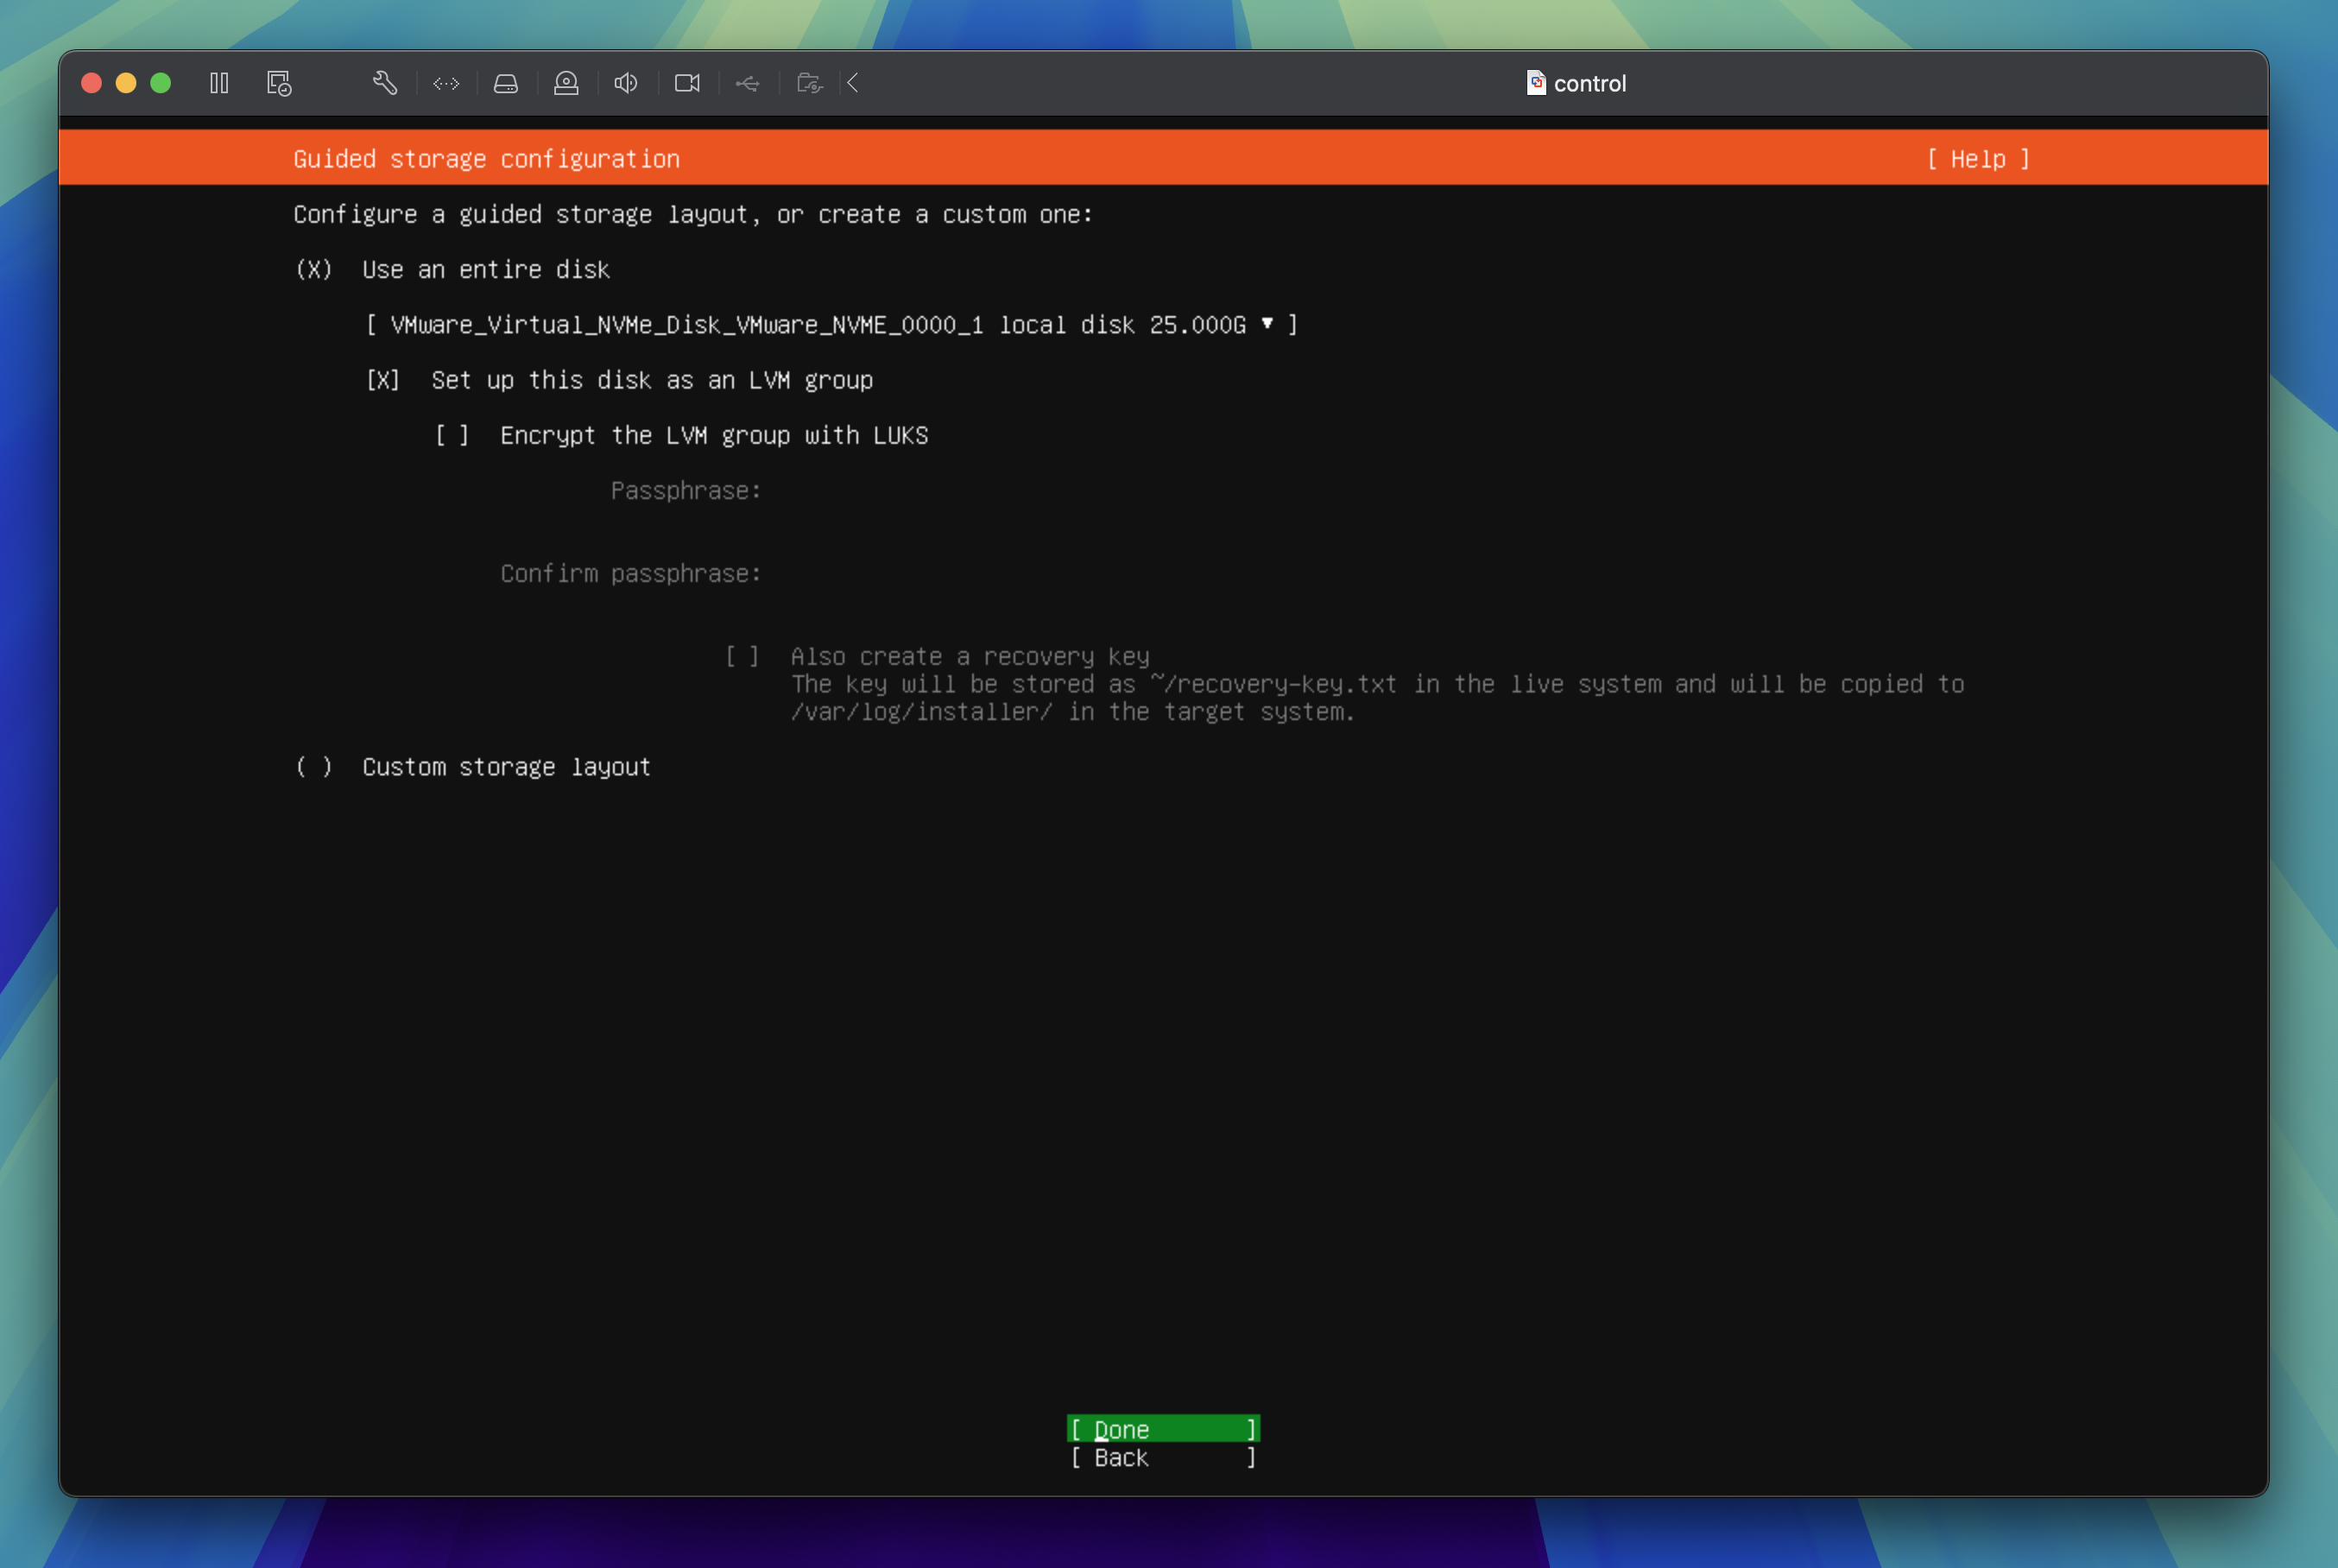 control
Guided storage configuration [ Help ]
Configure a guided storage layout, or create a custom one:
(X) Use an entire disk
[ VMware_Virtual_NVMe_Disk_VMware_NVME_0000_1 local disk 25.000G ▾ ]
[X] Set up this disk as an LVM group
[ ] Encrypt the LVM group with LUKS
Passphrase:
Confirm passphrase:
[ ] Also create a recovery key
The key will be stored as ~/recovery-key.txt in the live system and will be copied to
/var/log/installer/ in the target system.
( ) Custom storage layout
[ Done ]
[ Back ]